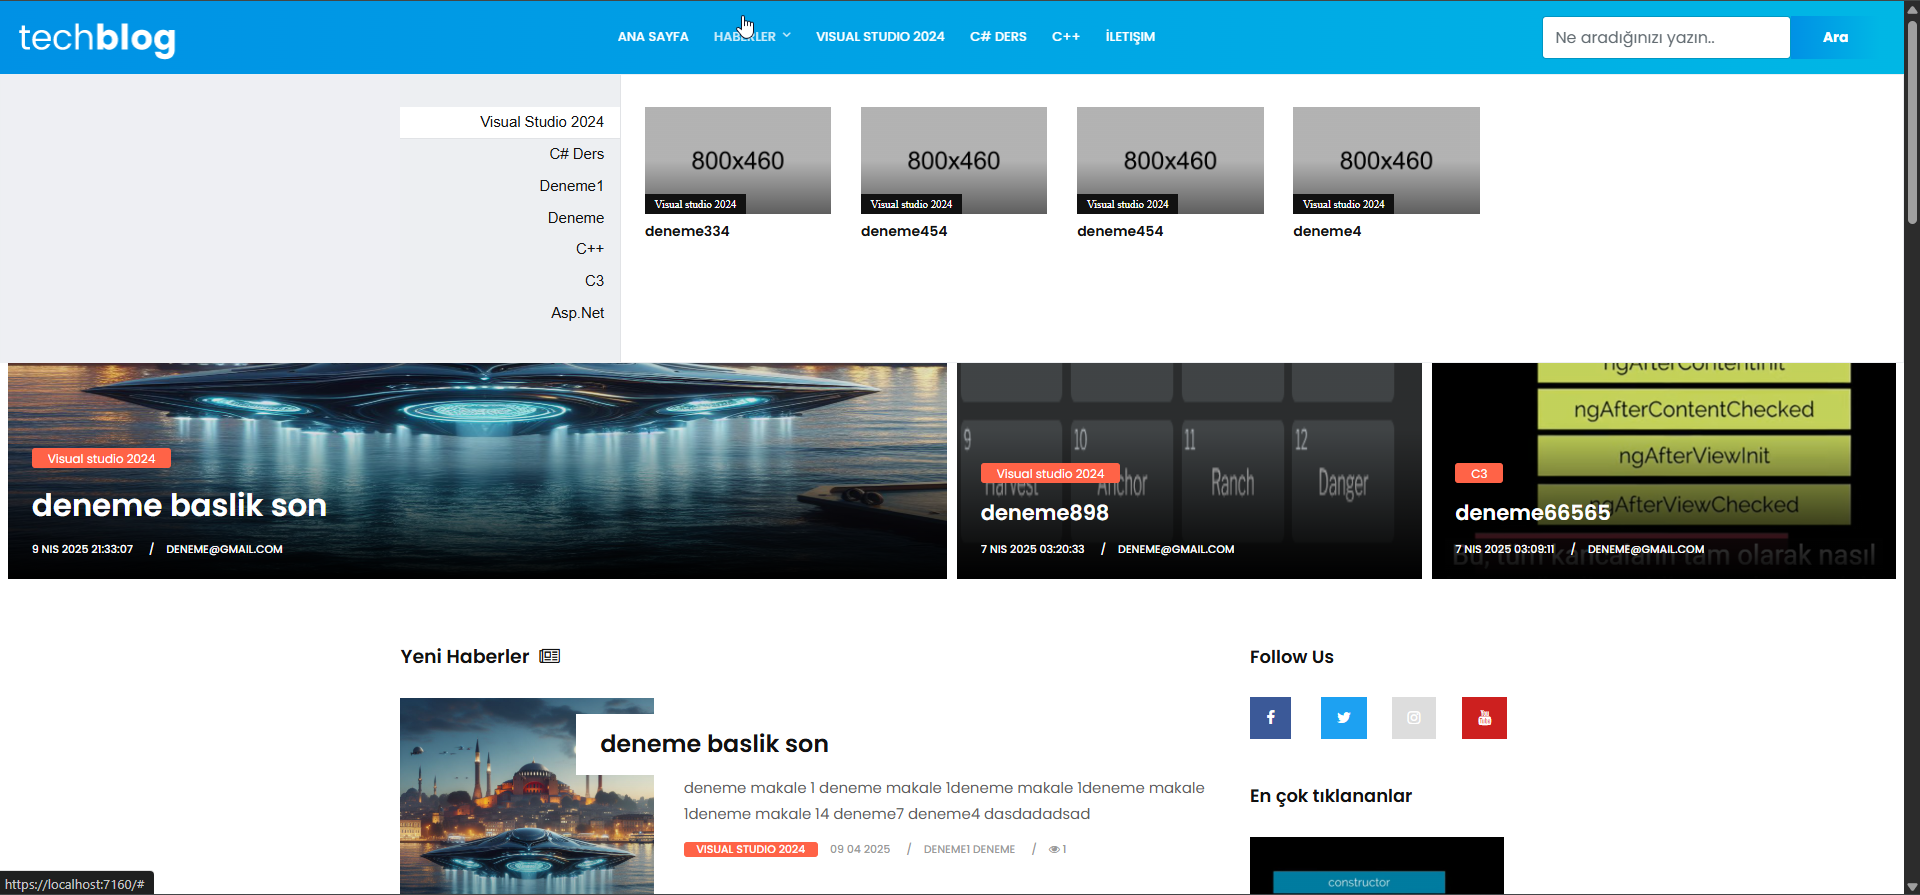 techblog
ANA SAYFA HABERLER VISUAL STUDIO 2024 C# DERS C++ İLETIŞIM
Ne aradığınızı yazın.. Ara
Visual Studio 2024
C# Ders
Deneme1
Deneme
C++
C3
Asp.Net
800x460 800x460 800x460 800x460
Visual studio 2024 Visual studio 2024 Visual studio 2024 Visual studio 2024
deneme334 deneme454 deneme454 deneme4
Visual studio 2024
deneme baslik son
9 NIS 2025 21:33:07 / DENEME@GMAIL.COM
9 10 11 12
Harvest Anchor Ranch Danger
Visual studio 2024
deneme898
7 NIS 2025 03:20:33 / DENEME@GMAIL.COM
ngAfterContentInit
ngAfterContentChecked
ngAfterViewInit
ngAfterViewChecked
C3
deneme66565
7 NIS 2025 03:09:11 / DENEME@GMAIL.COM
Bu, tüm kancaların tam olarak nasıl
Yeni Haberler
deneme baslik son
deneme makale 1 deneme makale 1deneme makale 1deneme makale
1deneme makale 14 deneme7 deneme4 dasdadadsad
VISUAL STUDIO 2024 09 04 2025 / DENEME1 DENEME / 1
Follow Us
You
Tube
En çok tıklananlar
constructor
https://localhost:7160/#